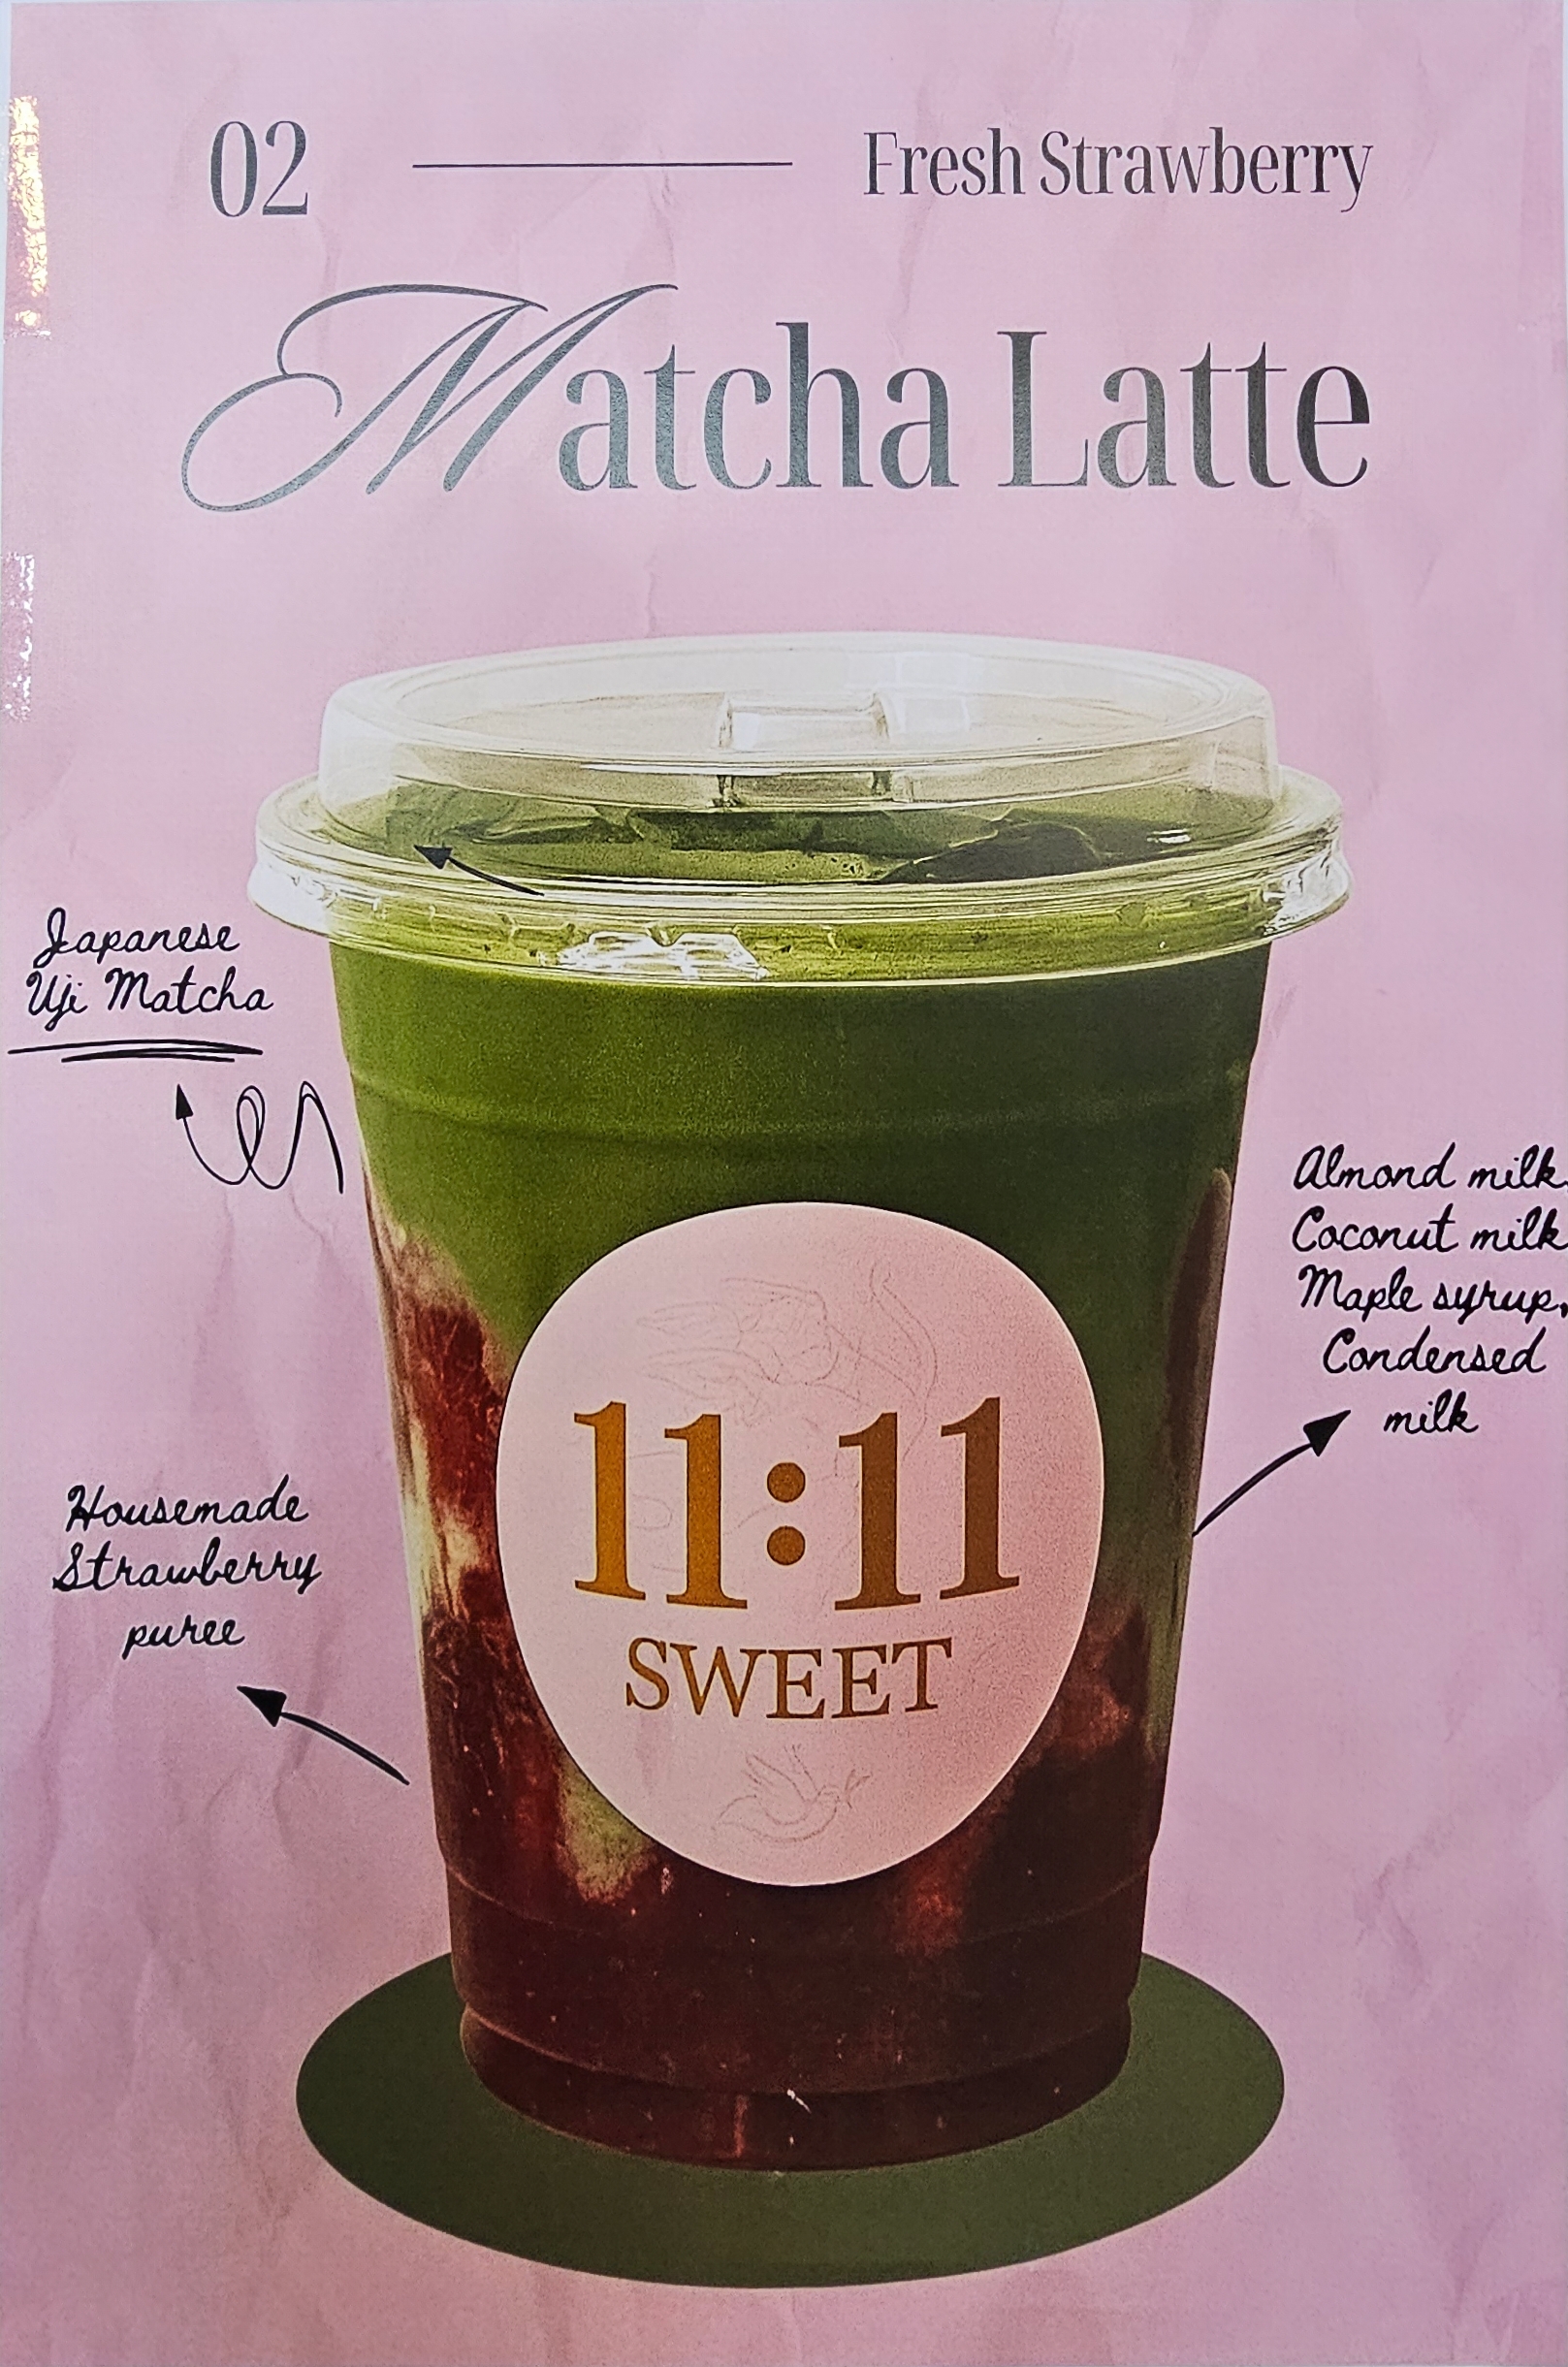 02
Fresh Strawberry
Matcha Latte
Japanese
Uji Matcha
Almond milk
Coconut milk
Maple syrup,
Condensed
milk
11:11
SWEET
Housemade
Strawberry
puree